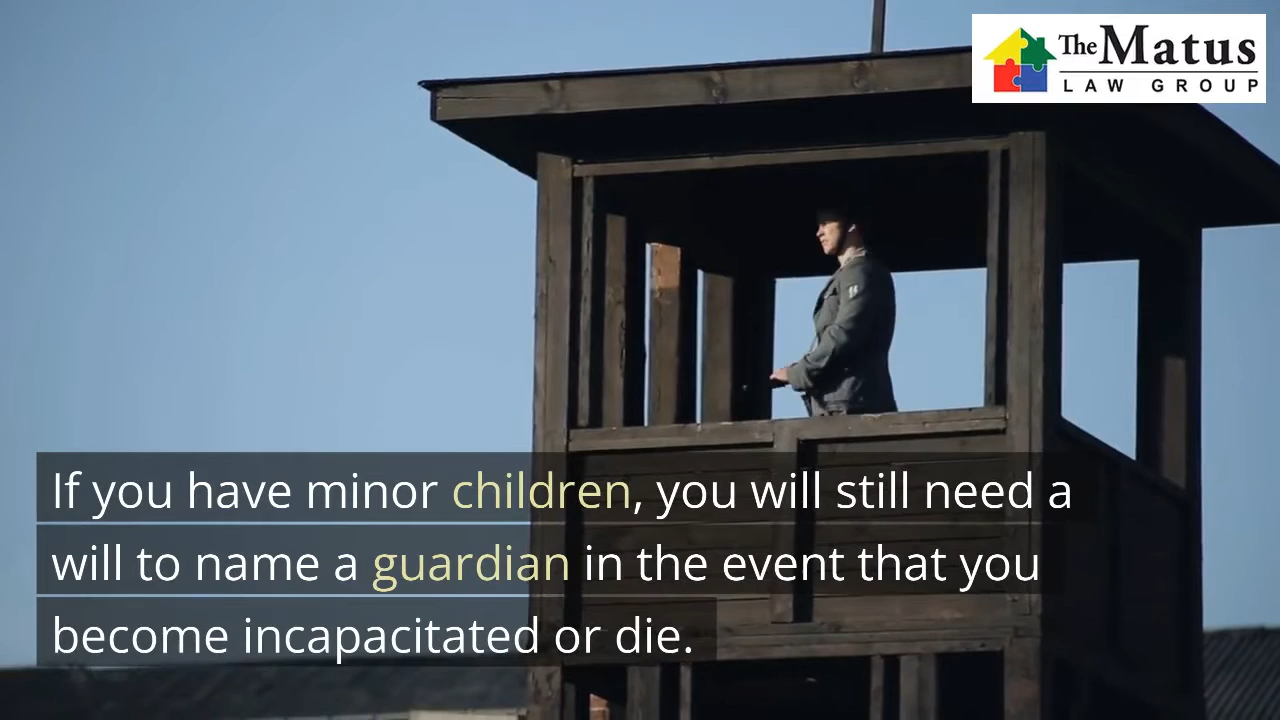 The Matus
LAW GROUP
If you have minor children, you will still need a
will to name a guardian in the event that you
become incapacitated or die.